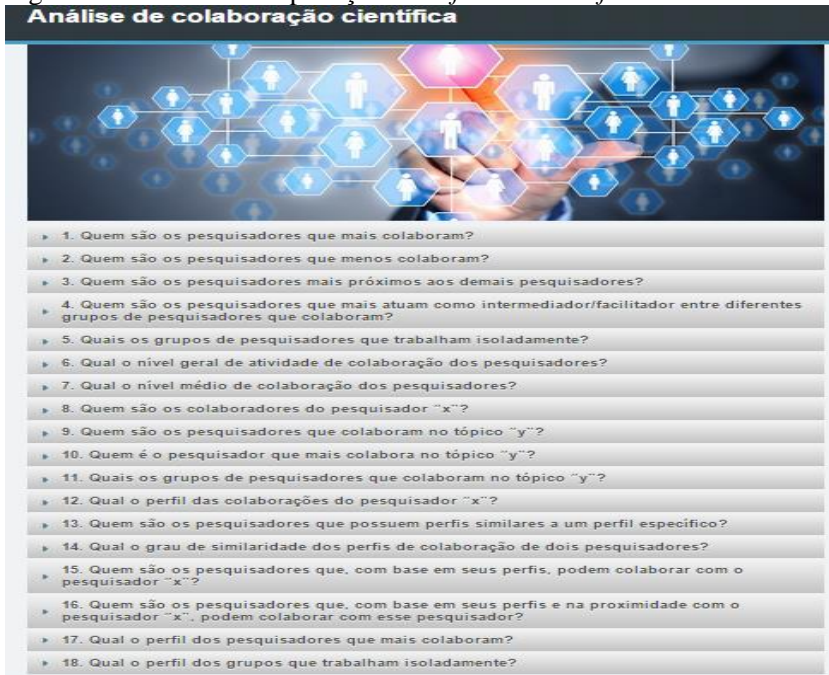 Análise de colaboração científica
1. Quem são os pesquisadores que mais colaboram?
2. Quem são os pesquisadores que menos colaboram?
3. Quem são os pesquisadores mais próximos aos demais pesquisadores?
4. Quem são os pesquisadores que mais atuam como intermediador/facilitador entre diferentes
grupos de pesquisadores que colaboram?
5. Quais os grupos de pesquisadores que trabalham isoladamente?
6. Qual o nível geral de atividade de colaboração dos pesquisadores?
7. Qual o nível médio de colaboração dos pesquisadores?
8. Quem são os colaboradores do pesquisador ¨x¨?
9. Quem são os pesquisadores que colaboram no tópico ¨y¨?
10. Quem é o pesquisador que mais colabora no tópico ¨y¨?
11. Quais os grupos de pesquisadores que colaboram no tópico ¨y¨?
12. Qual o perfil das colaborações do pesquisador ¨x¨?
13. Quem são os pesquisadores que possuem perfis similares a um perfil específico?
14. Qual o grau de similaridade dos perfis de colaboração de dois pesquisadores?
15. Quem são os pesquisadores que, com base em seus perfis, podem colaborar com o
pesquisador ¨x¨?
16. Quem são os pesquisadores que, com base em seus perfis e na proximidade com o
pesquisador ¨x¨, podem colaborar com esse pesquisador?
17. Qual o perfil dos pesquisadores que mais colaboram?
18. Qual o perfil dos grupos que trabalham isoladamente?